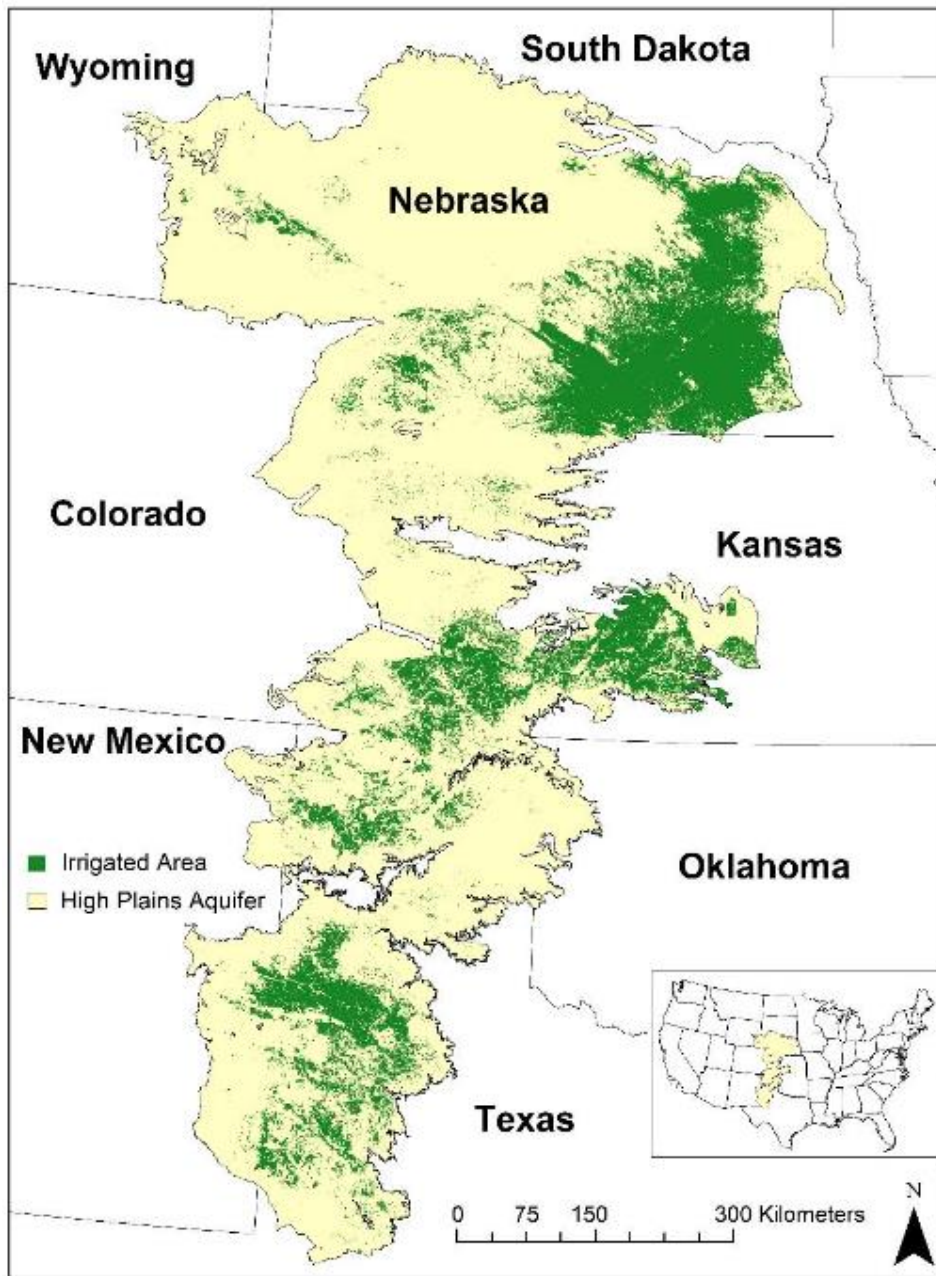 South Dakota
Wyoming
Nebraska
Colorado
Kansas
New Mexico
Irrigated Area
High Plains Aquifer
Oklahoma
Texas
N
0 75 150 300 Kilometers